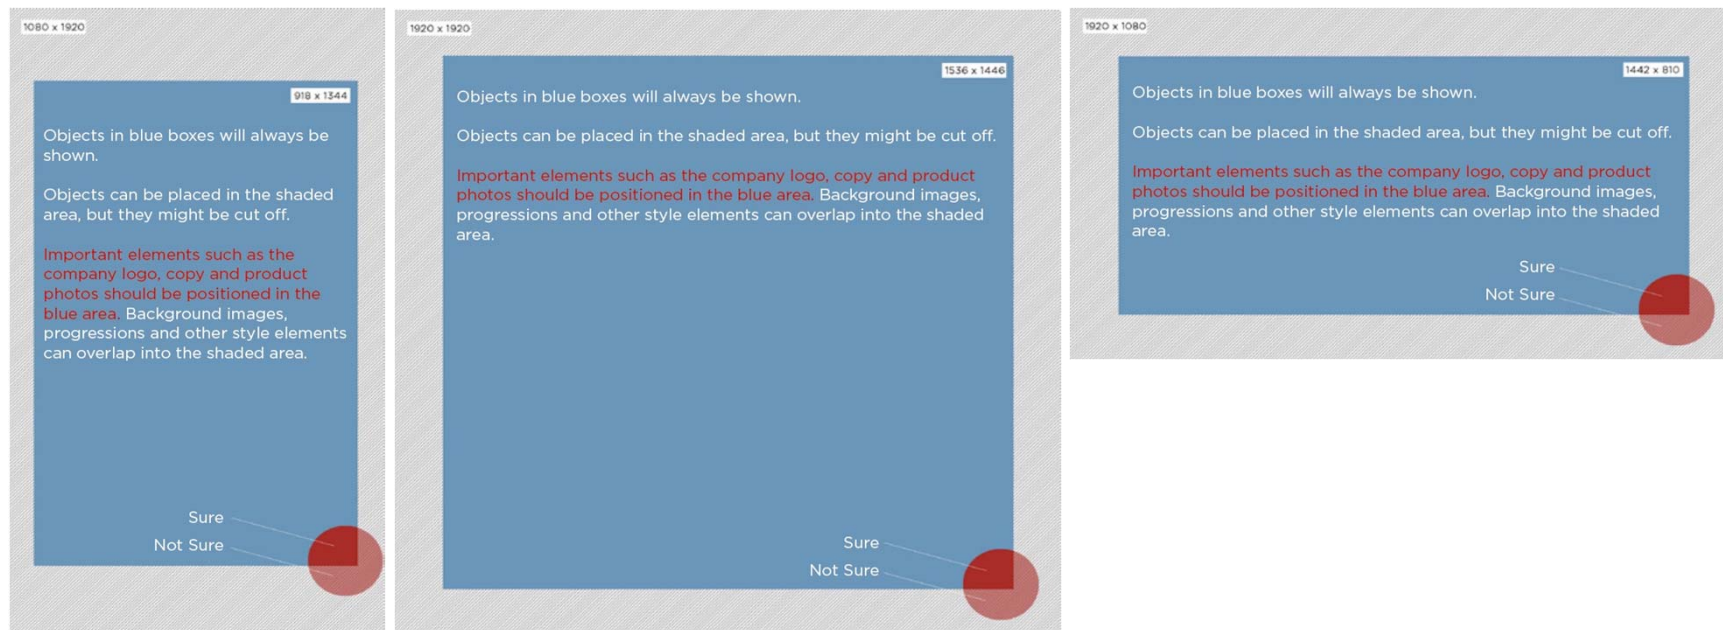 1080 x 1920
918 x 1344
Objects in blue boxes will always be
shown.
Objects can be placed in the shaded
area, but they might be cut off.
Important elements such as the
company logo, copy and product
photos should be positioned in the
blue area. Background images,
progressions and other style elements
can overlap into the shaded area.
Sure
Not Sure
1920 x 1920
1536 x 1446
Objects in blue boxes will always be shown.
Objects can be placed in the shaded area, but they might be cut off.
Important elements such as the company logo, copy and product
photos should be positioned in the blue area. Background images,
progressions and other style elements can overlap into the shaded
area.
Sure
Not Sure
1920 x 1080
1442 x 810
Objects in blue boxes will always be shown.
Objects can be placed in the shaded area, but they might be cut off.
Important elements such as the company logo, copy and product
photos should be positioned in the blue area. Background images,
progressions and other style elements can overlap into the shaded
area.
Sure
Not Sure